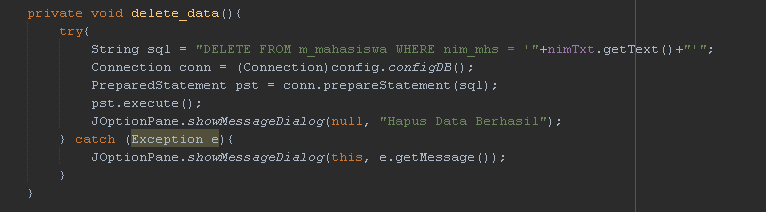 private void delete_data(){
try{
String sql = "DELETE FROM m_mahasiswa WHERE nim_mhs = '"+nimTxt.getText()+"'";
Connection conn = (Connection)config.configDB();
PreparedStatement pst = conn.prepareStatement(sql);
pst.execute();
JOptionPane.showMessageDialog(null, "Hapus Data Berhasil");
} catch (Exception e){
JOptionPane.showMessageDialog(this, e.getMessage());
}
}